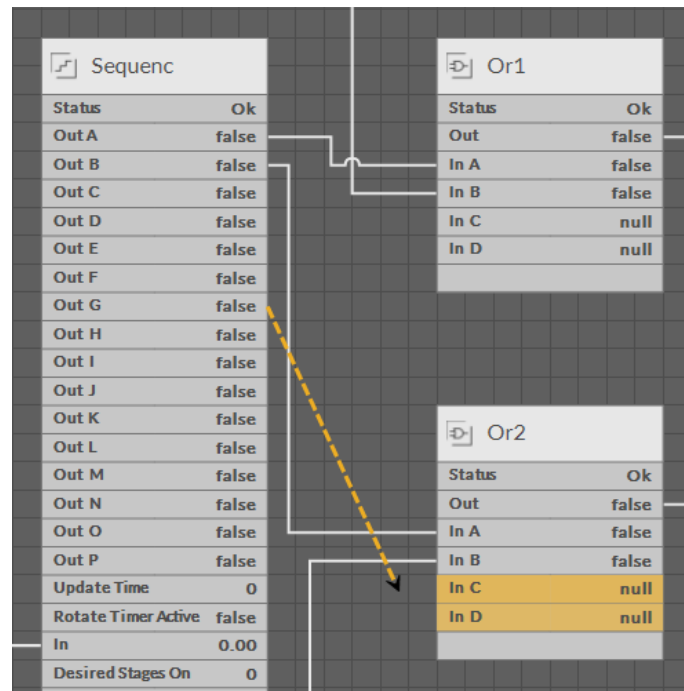 Sequenc
Status Ok
Out A false
Out B false
Out C false
Out D false
Out E false
Out F false
Out G false
Out H false
Out I false
Out J false
Out K false
Out L false
Out M false
Out N false
Out O false
Out P false
Update Time 0
Rotate Timer Active false
In 0.00
Desired Stages On 0
Or1
Status Ok
Out false
In A false
In B false
In C null
In D null
Or2
Status Ok
Out false
In A false
In B false
In C null
In D null